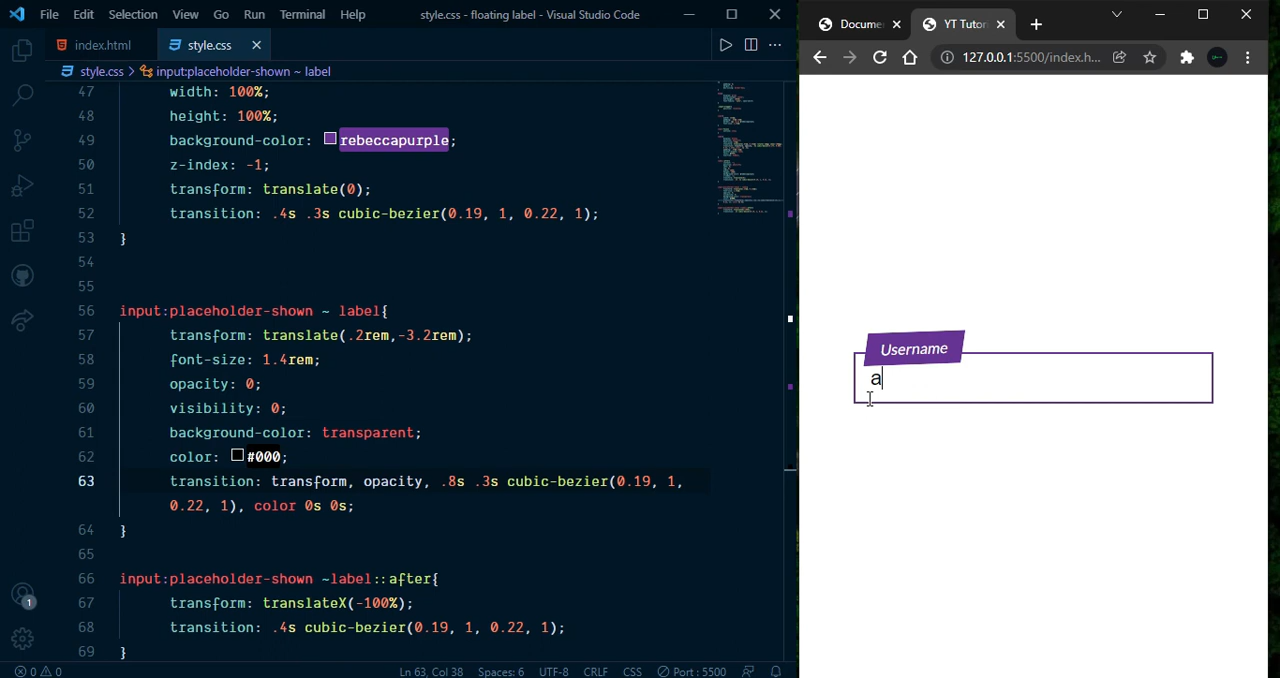 File Edit Selection View Go Run Terminal Help style.css - floating label - Visual Studio Code
index.html style.css
style.css > input:placeholder-shown ~ label
47 width: 100%;
48 height: 100%;
49 background-color: rebeccapurple;
50 z-index: -1;
51 transform: translate(0);
52 transition: .4s .3s cubic-bezier(0.19, 1, 0.22, 1);
53 }
54
55
56 input:placeholder-shown ~ label{
57 transform: translate(.2rem,-3.2rem);
58 font-size: 1.4rem;
59 opacity: 0;
60 visibility: 0;
61 background-color: transparent;
62 color: #000;
63 transition: transform, opacity, .8s .3s cubic-bezier(0.19, 1,
0.22, 1), color 0s 0s;
64 }
65
66 input:placeholder-shown ~label::after{
67 transform: translateX(-100%);
68 transition: .4s cubic-bezier(0.19, 1, 0.22, 1);
69 }
1
0 0 Ln 63, Col 38 Spaces: 6 UTF-8 CRLF CSS Port : 5500
Docume YT Tutor
127.0.0.1:5500/index.h...
Username
a